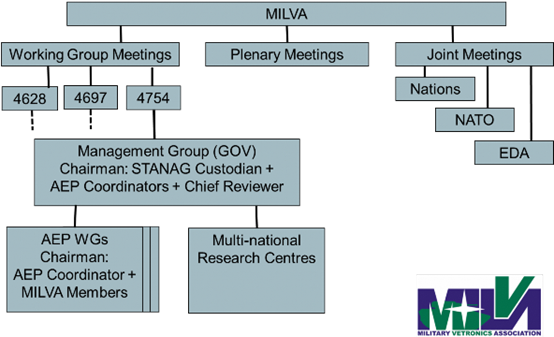 MILVA
Working Group Meetings
Plenary Meetings
Joint Meetings
4628
4697
4754
Nations
NATO
EDA
Management Group (GOV)
Chairman: STANAG Custodian +
AEP Coordinators + Chief Reviewer
AEP WGs
Chairman:
AEP Coordinator +
MILVA Members
Multi-national
Research Centres
MILVA
MILITARY VETRONICS ASSOCIATION